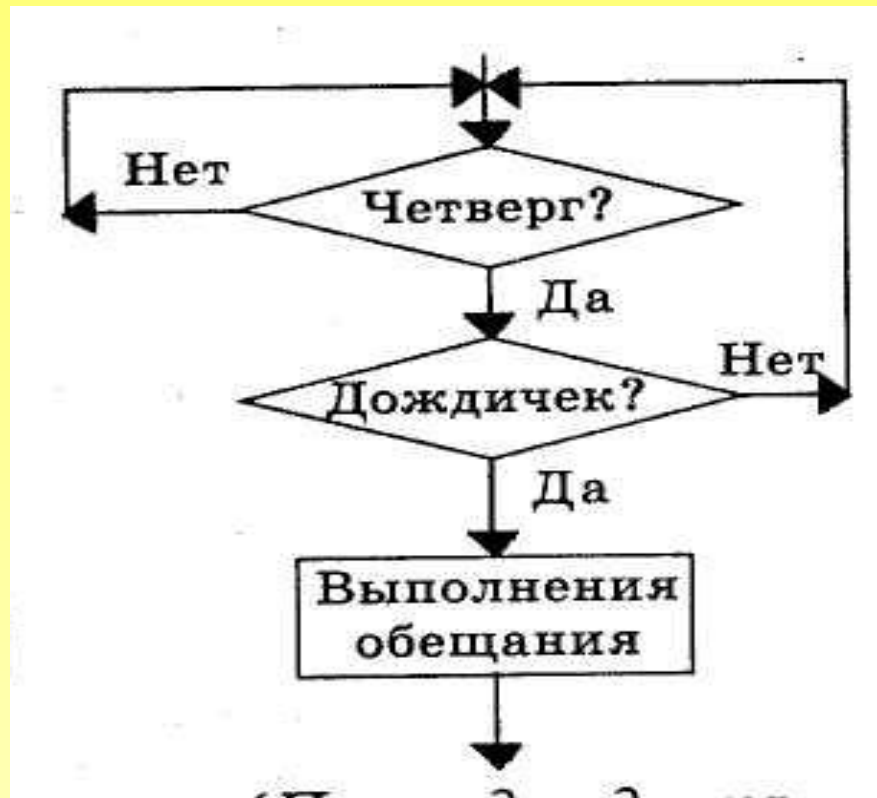 Нет
Четверг?
Да
Нет
Дождичек?
Да
Выполнения
обещания